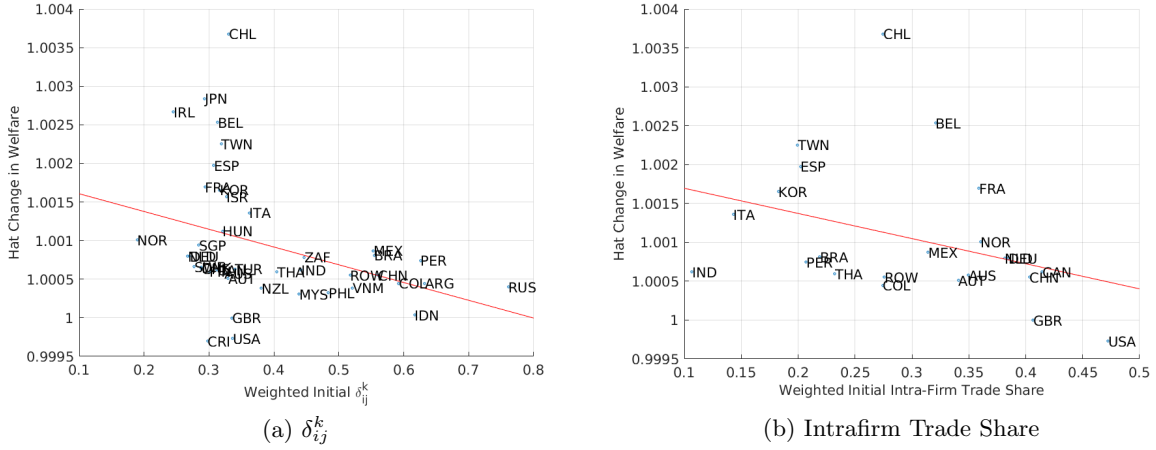 1.004
1.0035
1.003
1.0025
1.002
1.0015
1.001
1.0005
1
0.9995
Hat Change in Welfare
CHL
JPN
IRL
BEL
TWN
ESP
FRA
KOR
ISR
ITA
HUN
NOR
SGP
MEX
ZAF
BRA
PER
TUR
THA
IND
ROW
CHN
AUT
COL
ARG
NZL
VNM
RUS
MYS
PHL
IDN
GBR
CRI
USA
0.1 0.2 0.3 0.4 0.5 0.6 0.7 0.8
Weighted Initial δ_ij^k
(a) δ_ij^k
1.004
1.0035
1.003
1.0025
1.002
1.0015
1.001
1.0005
1
0.9995
Hat Change in Welfare
CHL
BEL
TWN
ESP
FRA
KOR
ITA
NOR
MEX
BRA
PER
DEU
IND
THA
CAN
ROW
AUS
CHN
COL
AUT
GBR
USA
0.1 0.15 0.2 0.25 0.3 0.35 0.4 0.45 0.5
Weighted Initial Intra-Firm Trade Share
(b) Intrafirm Trade Share